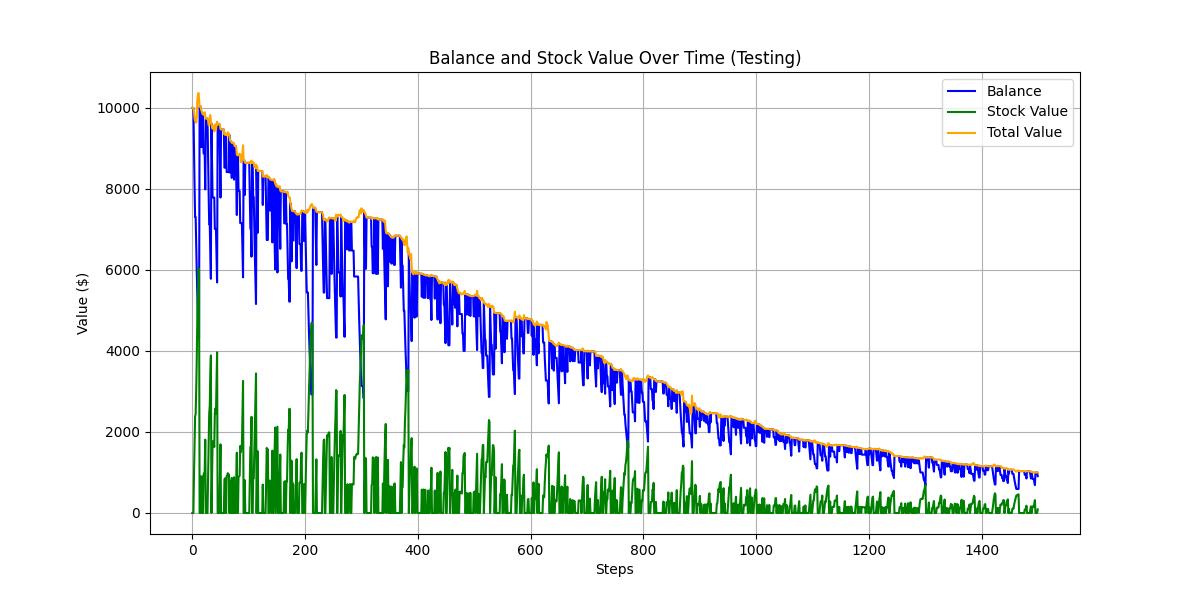 Balance and Stock Value Over Time (Testing)
Balance
Stock Value
Total Value
Value ($)
10000
8000
6000
4000
2000
0
0 200 400 600 800 1000 1200 1400
Steps